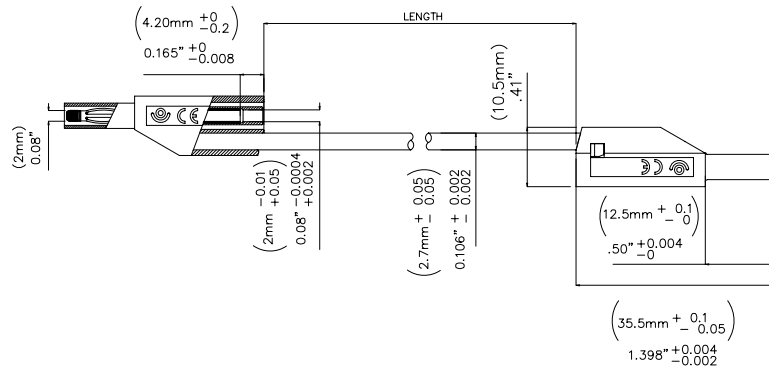 (4.20mm +0 -0.2)
0.165" +0 -0.008
LENGTH
(10.5mm)
.41"
(2mm)
0.08"
(2mm -0.01 +0.05)
0.08" -0.0004 +0.002
(2.7mm + 0.05 - 0.05)
0.106" + 0.002 - 0.002
CE
CE
(12.5mm + 0.1 - 0)
.50" +0.004 -0
(35.5mm + 0.1 - 0.05)
1.398" +0.004 -0.002